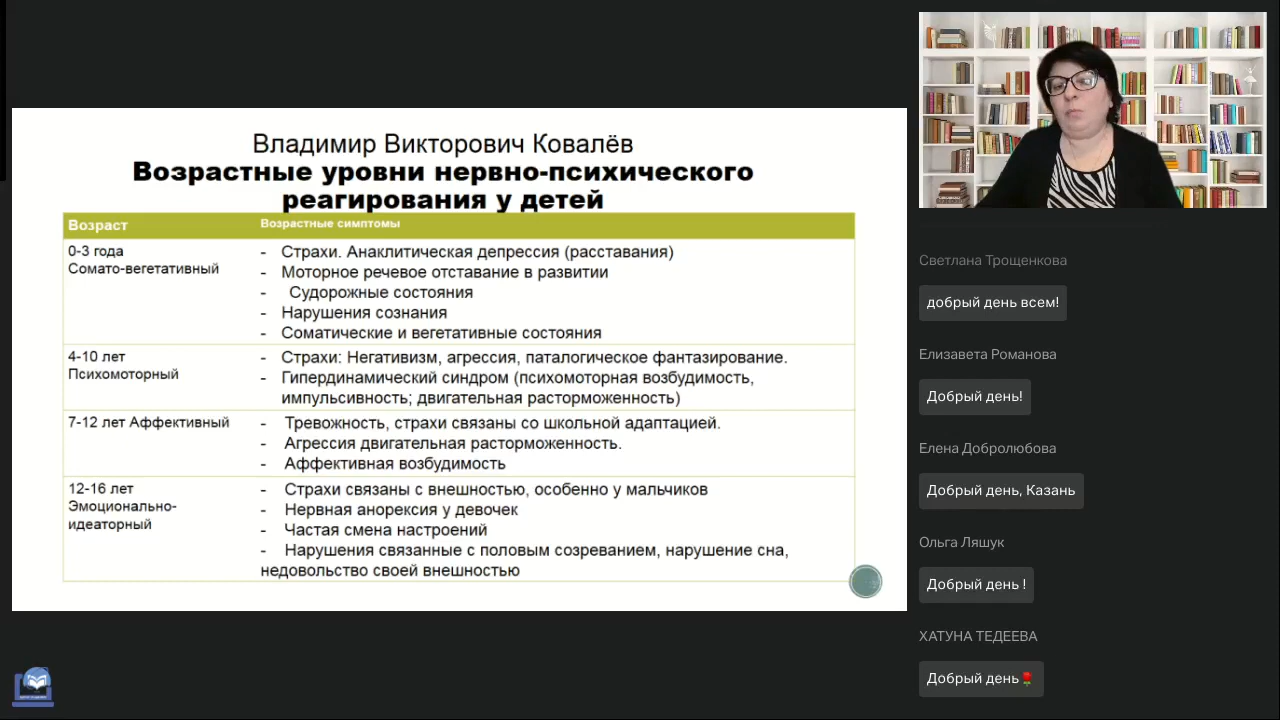 Владимир Викторович Ковалёв
Возрастные уровни нервно-психического
реагирования у детей
Возраст
Возрастные симптомы
0-3 года
Сомато-вегетативный
- Страхи. Анаклитическая депрессия (расставания)
- Моторное речевое отставание в развитии
- Судорожные состояния
- Нарушения сознания
- Соматические и вегетативные состояния
4-10 лет
Психомоторный
- Страхи: Негативизм, агрессия, паталогическое фантазирование.
- Гипердинамический синдром (психомоторная возбудимость,
импульсивность; двигательная расторможенность)
7-12 лет Аффективный
- Тревожность, страхи связаны со школьной адаптацией.
- Агрессия двигательная расторможенность.
- Аффективная возбудимость
12-16 лет
Эмоционально-
идеаторный
- Страхи связаны с внешностью, особенно у мальчиков
- Нервная анорексия у девочек
- Частая смена настроений
- Нарушения связанные с половым созреванием, нарушение сна,
недовольство своей внешностью
Светлана Трощенкова
добрый день всем!
Елизавета Романова
Добрый день!
Елена Добролюбова
Добрый день, Казань
Ольга Ляшук
Добрый день !
ХАТУНА ТЕДЕЕВА
Добрый день🌹